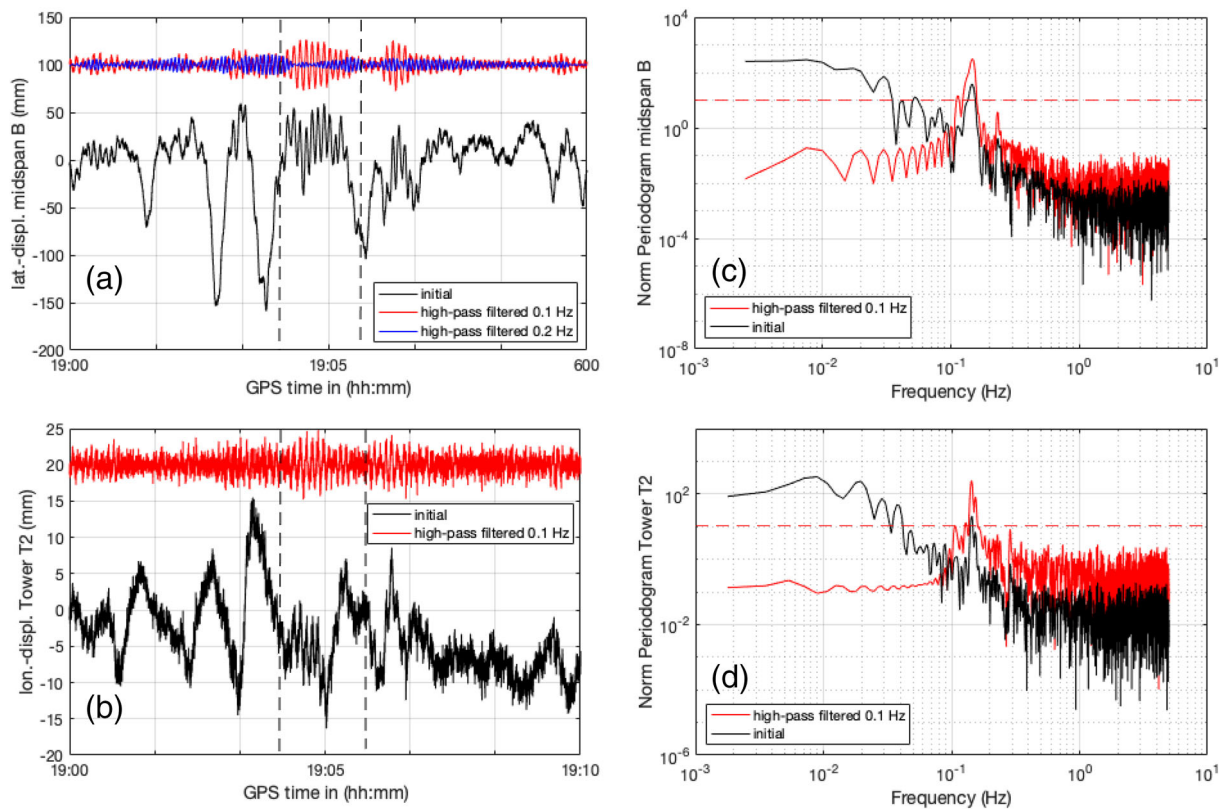 150
100
50
0
-50
-100
-150
-200
lat.-displ. midspan B (mm)
(a)
initial
high-pass filtered 0.1 Hz
high-pass filtered 0.2 Hz
19:00
19:05
600
GPS time in (hh:mm)
10^4
10^0
10^-4
10^-8
Norm Periodogram midspan B
(c)
high-pass filtered 0.1 Hz
initial
10^-3
10^-2
10^-1
10^0
10^1
Frequency (Hz)
25
20
15
10
5
0
-5
-10
-15
-20
lon.-displ. Tower T2 (mm)
(b)
initial
high-pass filtered 0.1 Hz
19:00
19:05
19:10
GPS time in (hh:mm)
10^2
10^-2
10^-6
Norm Periodogram Tower T2
(d)
high-pass filtered 0.1 Hz
initial
10^-3
10^-2
10^-1
10^0
10^1
Frequency (Hz)